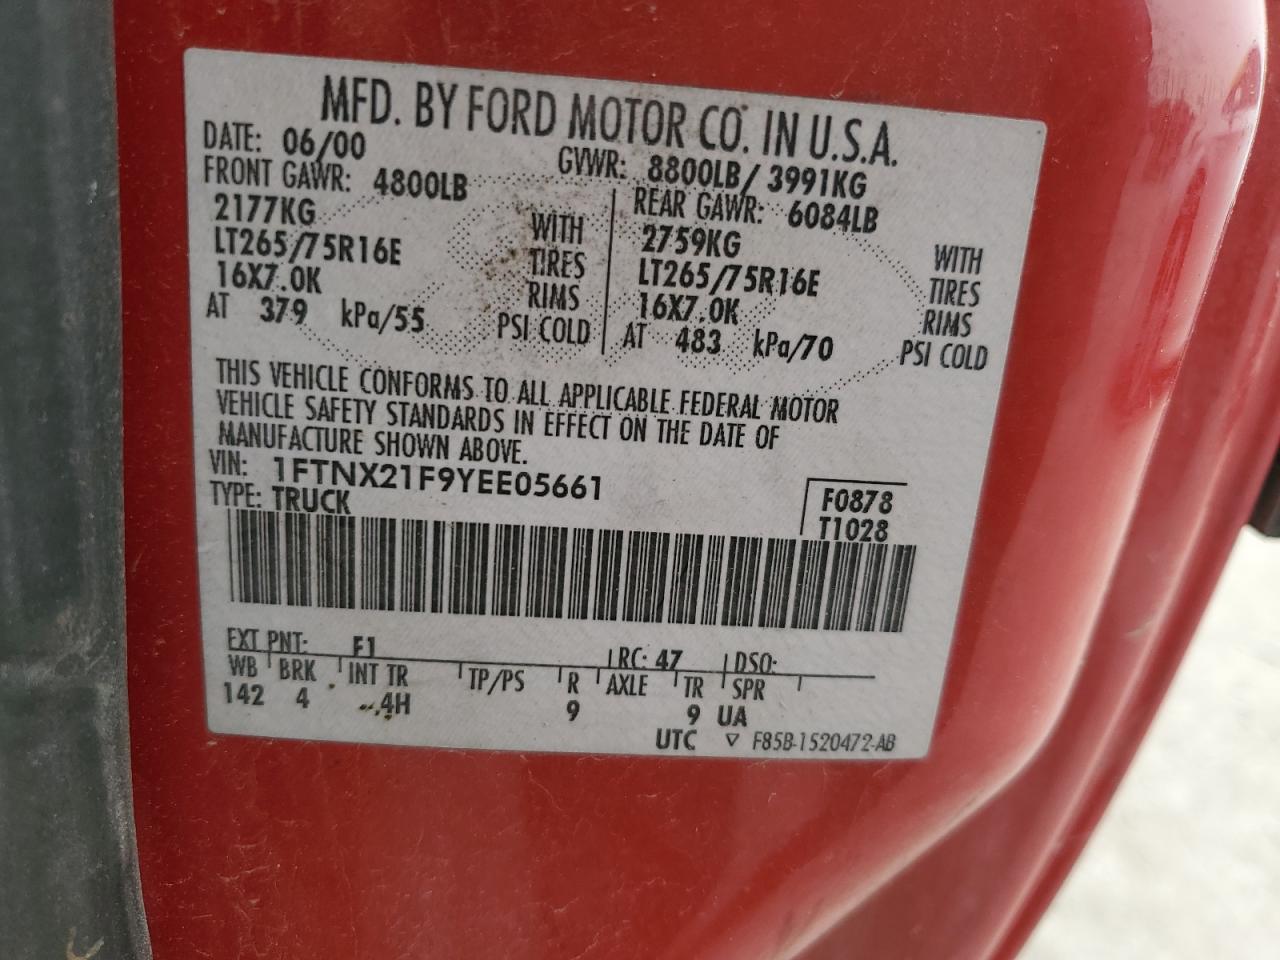 MFD. BY FORD MOTOR CO. IN U.S.A.
DATE: 06/00 GVWR: 8800LB/ 3991KG
FRONT GAWR: 4800LB REAR GAWR: 6084LB
2177KG WITH 2759KG WITH
LT265/75R16E TIRES LT265/75R16E TIRES
16X7.0K RIMS 16X7.0K RIMS
AT 379 kPa/55 PSI COLD AT 483 kPa/70 PSI COLD
THIS VEHICLE CONFORMS TO ALL APPLICABLE FEDERAL MOTOR
VEHICLE SAFETY STANDARDS IN EFFECT ON THE DATE OF
MANUFACTURE SHOWN ABOVE.
VIN: 1FTNX21F9YEE05661 F0878
TYPE: TRUCK T1028
EXT PNT: F1 RC: 47 DSO:
WB BRK INT TR TP/PS R AXLE TR SPR
142 4 4H 9 9 UA
UTC ▽ F85B-1520472-AB